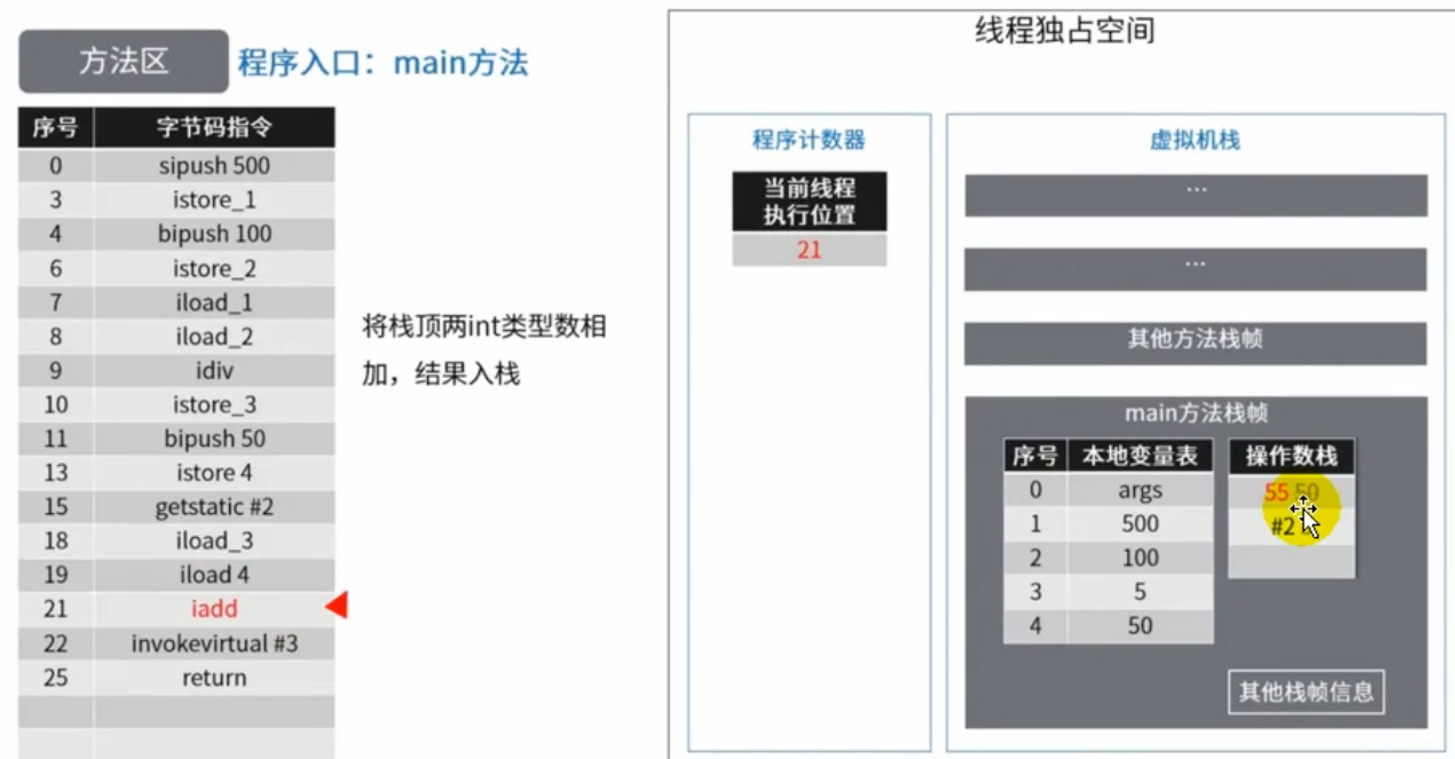 方法区 程序入口：main方法
序号 字节码指令
0 sipush 500
3 istore_1
4 bipush 100
6 istore_2
7 iload_1
8 iload_2
9 idiv
10 istore_3
11 bipush 50
13 istore 4
15 getstatic #2
18 iload_3
19 iload 4
21 iadd
22 invokevirtual #3
25 return
将栈顶两int类型数相
加，结果入栈
线程独占空间
程序计数器
当前线程
执行位置
21
虚拟机栈
...
...
其他方法栈帧
main方法栈帧
序号 本地变量表
0 args
1 500
2 100
3 5
4 50
操作数栈
55 50
#2
其他栈帧信息